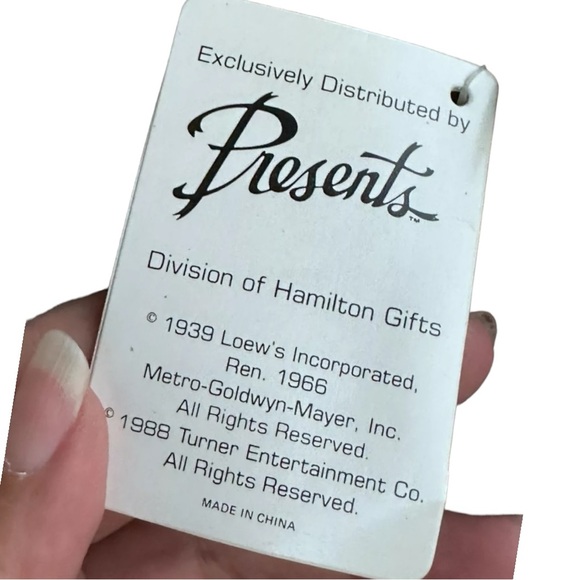 Exclusively Distributed by
Presents™
Division of Hamilton Gifts
© 1939 Loew's Incorporated,
Ren. 1966
Metro-Goldwyn-Mayer, Inc.
All Rights Reserved.
© 1988 Turner Entertainment Co.
All Rights Reserved.
MADE IN CHINA